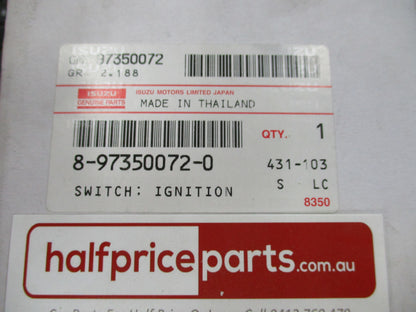 97350072
GR. 2.188
ISUZU
GENUINE PARTS
ISUZU MOTORS LIMITED JAPAN
MADE IN THAILAND
QTY. 1
8-97350072-0
431-103
SWITCH: IGNITION
S LC
8350
halfpriceparts.com.au